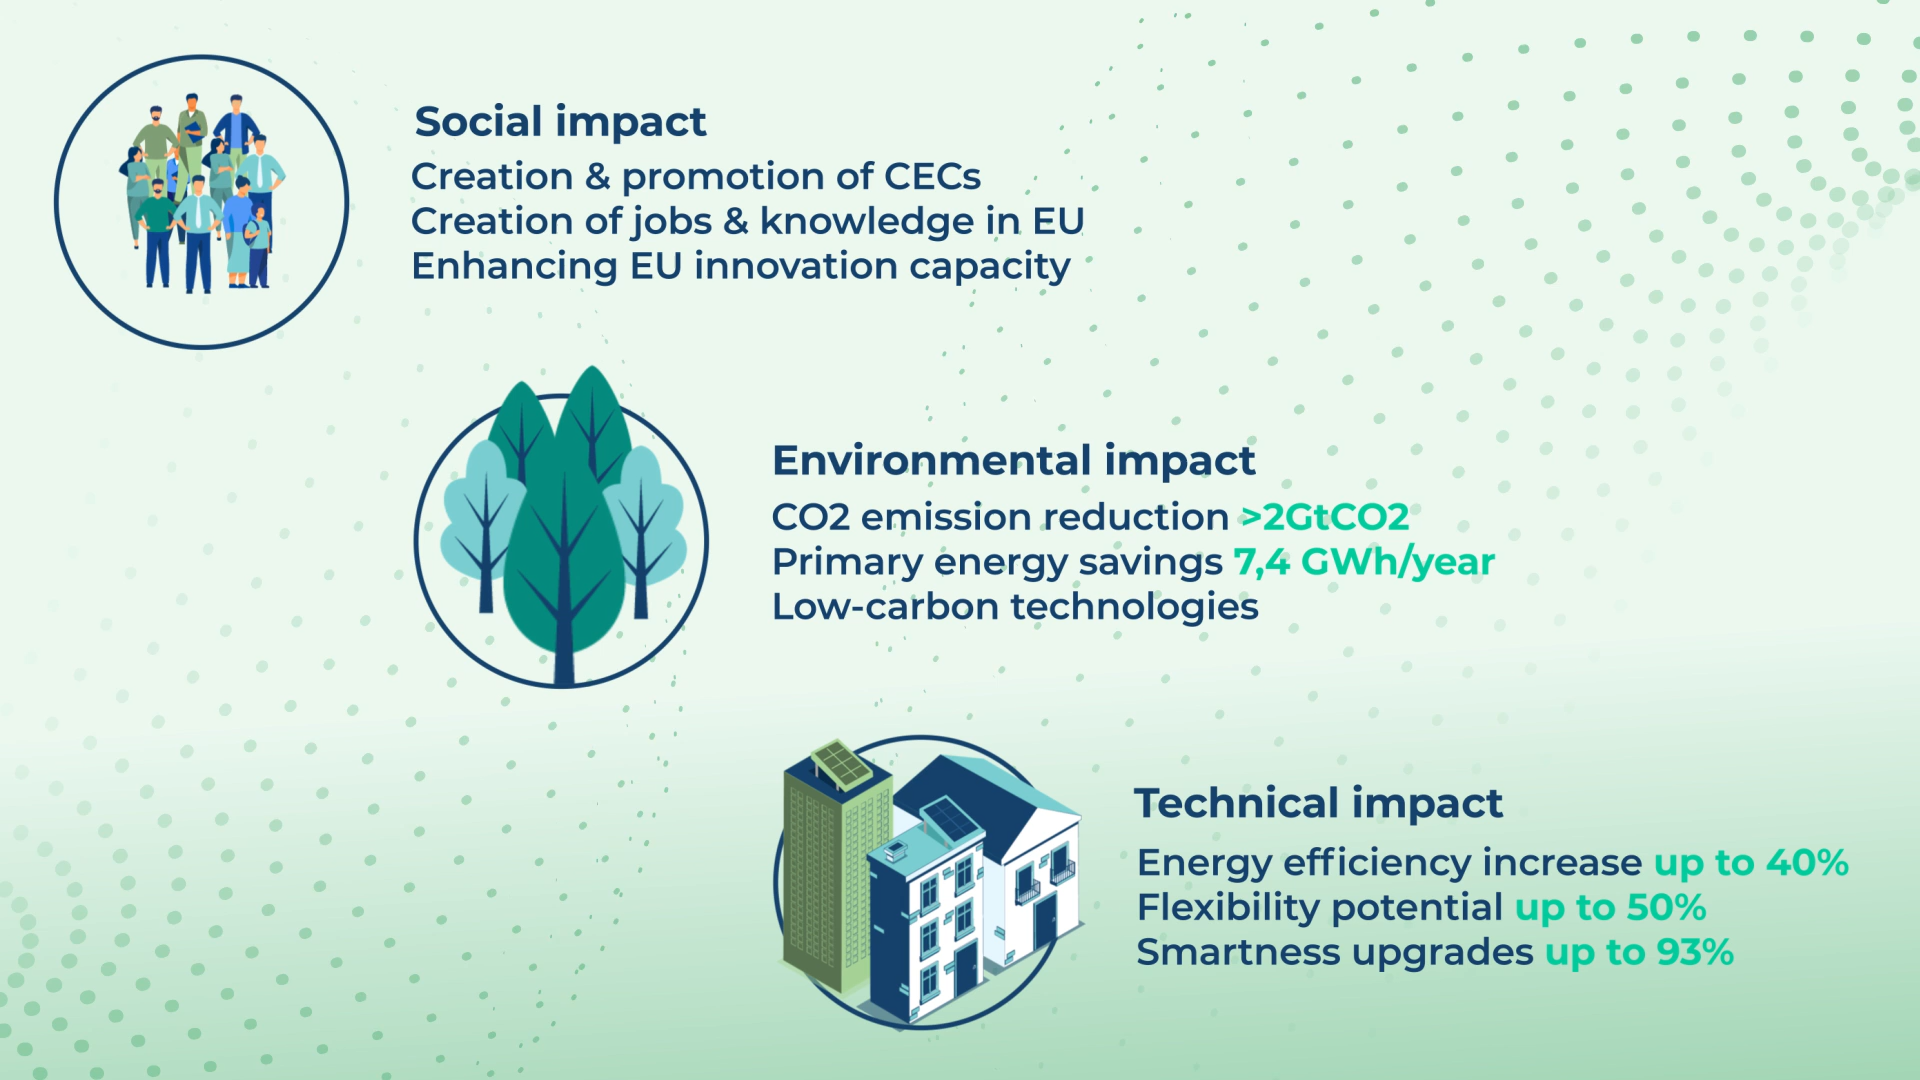 Social impact
Creation & promotion of CECs
Creation of jobs & knowledge in EU
Enhancing EU innovation capacity
Environmental impact
CO2 emission reduction >2GtCO2
Primary energy savings 7,4 GWh/year
Low-carbon technologies
Technical impact
Energy efficiency increase up to 40%
Flexibility potential up to 50%
Smartness upgrades up to 93%